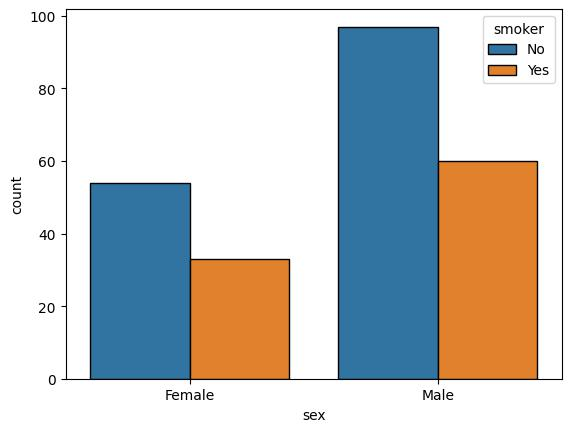 100
80
60
40
20
0
count
smoker
No
Yes
Female
Male
sex